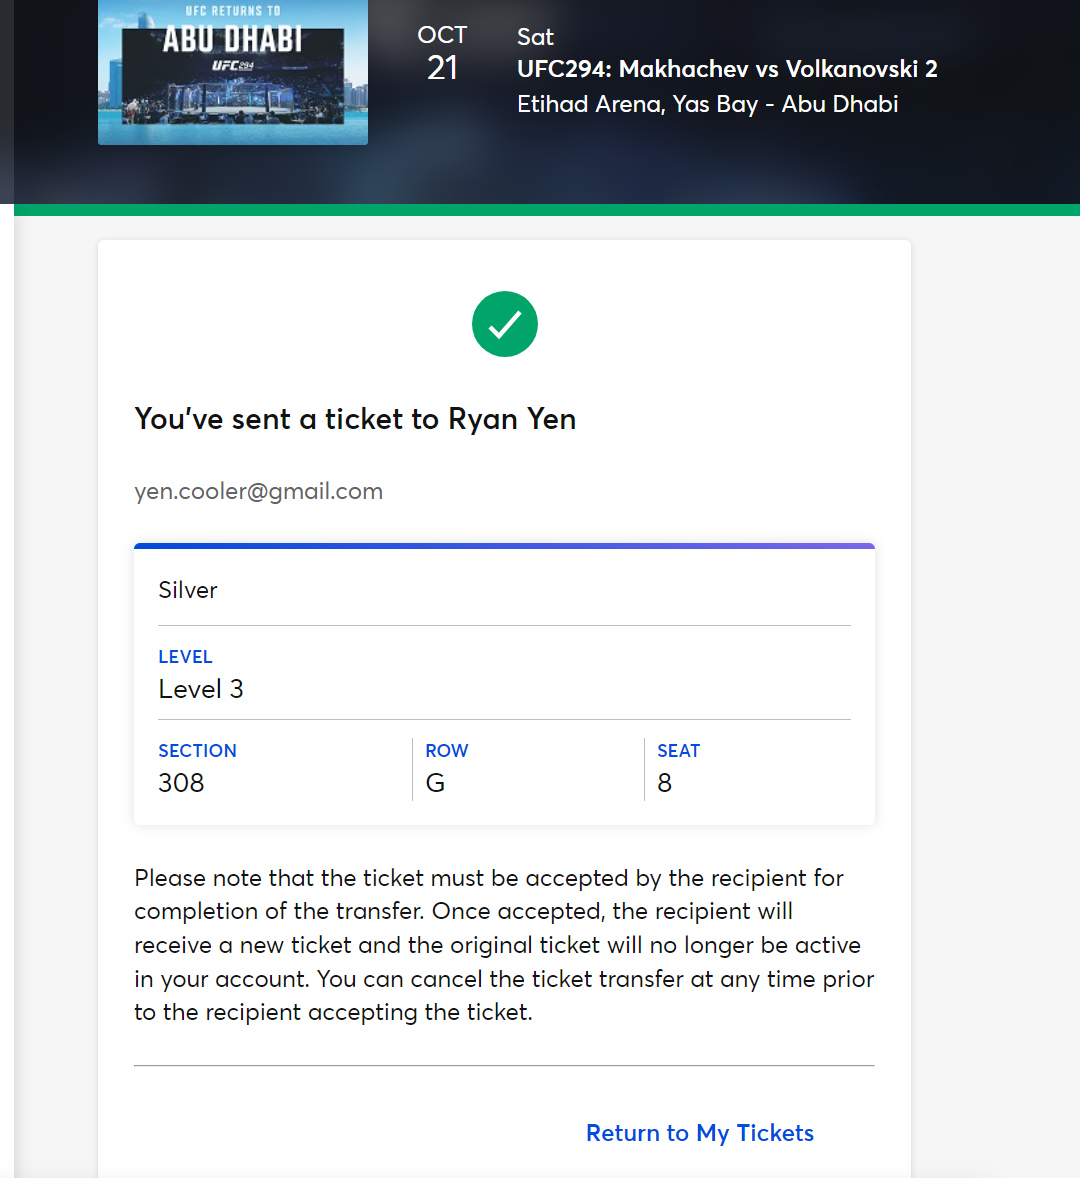 UFC RETURNS TO
ABU DHABI
UFC294
OCT
21
Sat
UFC294: Makhachev vs Volkanovski 2
Etihad Arena, Yas Bay - Abu Dhabi
You've sent a ticket to Ryan Yen
yen.cooler@gmail.com
Silver
LEVEL
Level 3
SECTION ROW SEAT
308 G 8
Please note that the ticket must be accepted by the recipient for
completion of the transfer. Once accepted, the recipient will
receive a new ticket and the original ticket will no longer be active
in your account. You can cancel the ticket transfer at any time prior
to the recipient accepting the ticket.
Return to My Tickets